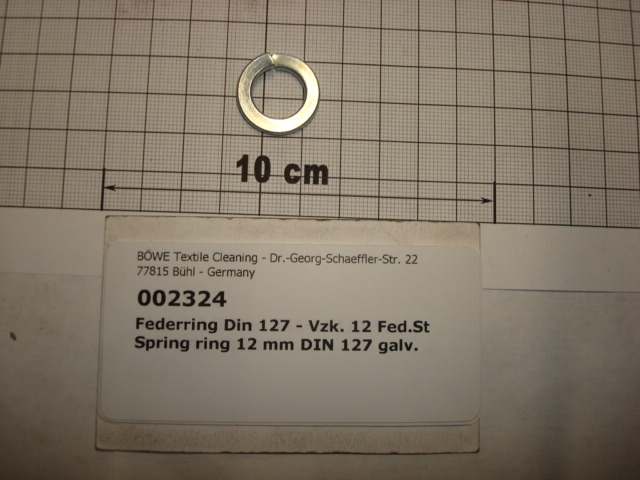 10 cm
BÖWE Textile Cleaning - Dr.-Georg-Schaeffler-Str. 22
77815 Bühl - Germany
002324
Federring Din 127 - Vzk. 12 Fed.St
Spring ring 12 mm DIN 127 galv.